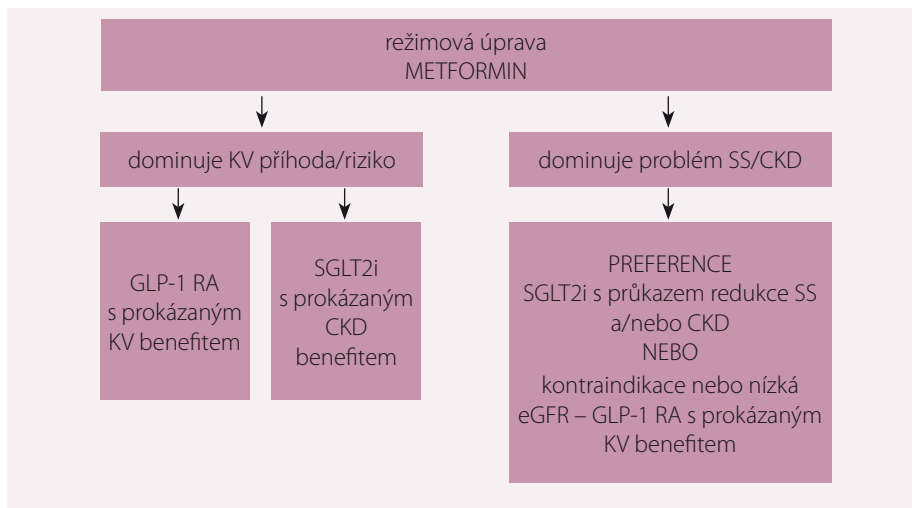 režimová úprava
METFORMIN
dominuje KV příhoda/riziko
dominuje problém SS/CKD
GLP-1 RA
s prokázaným
KV benefitem
SGLT2i
s prokázaným
CKD
benefitem
PREFERENCE
SGLT2i s průkazem redukce SS
a/nebo CKD
NEBO
kontraindikace nebo nízká
eGFR – GLP-1 RA s prokázaným
KV benefitem